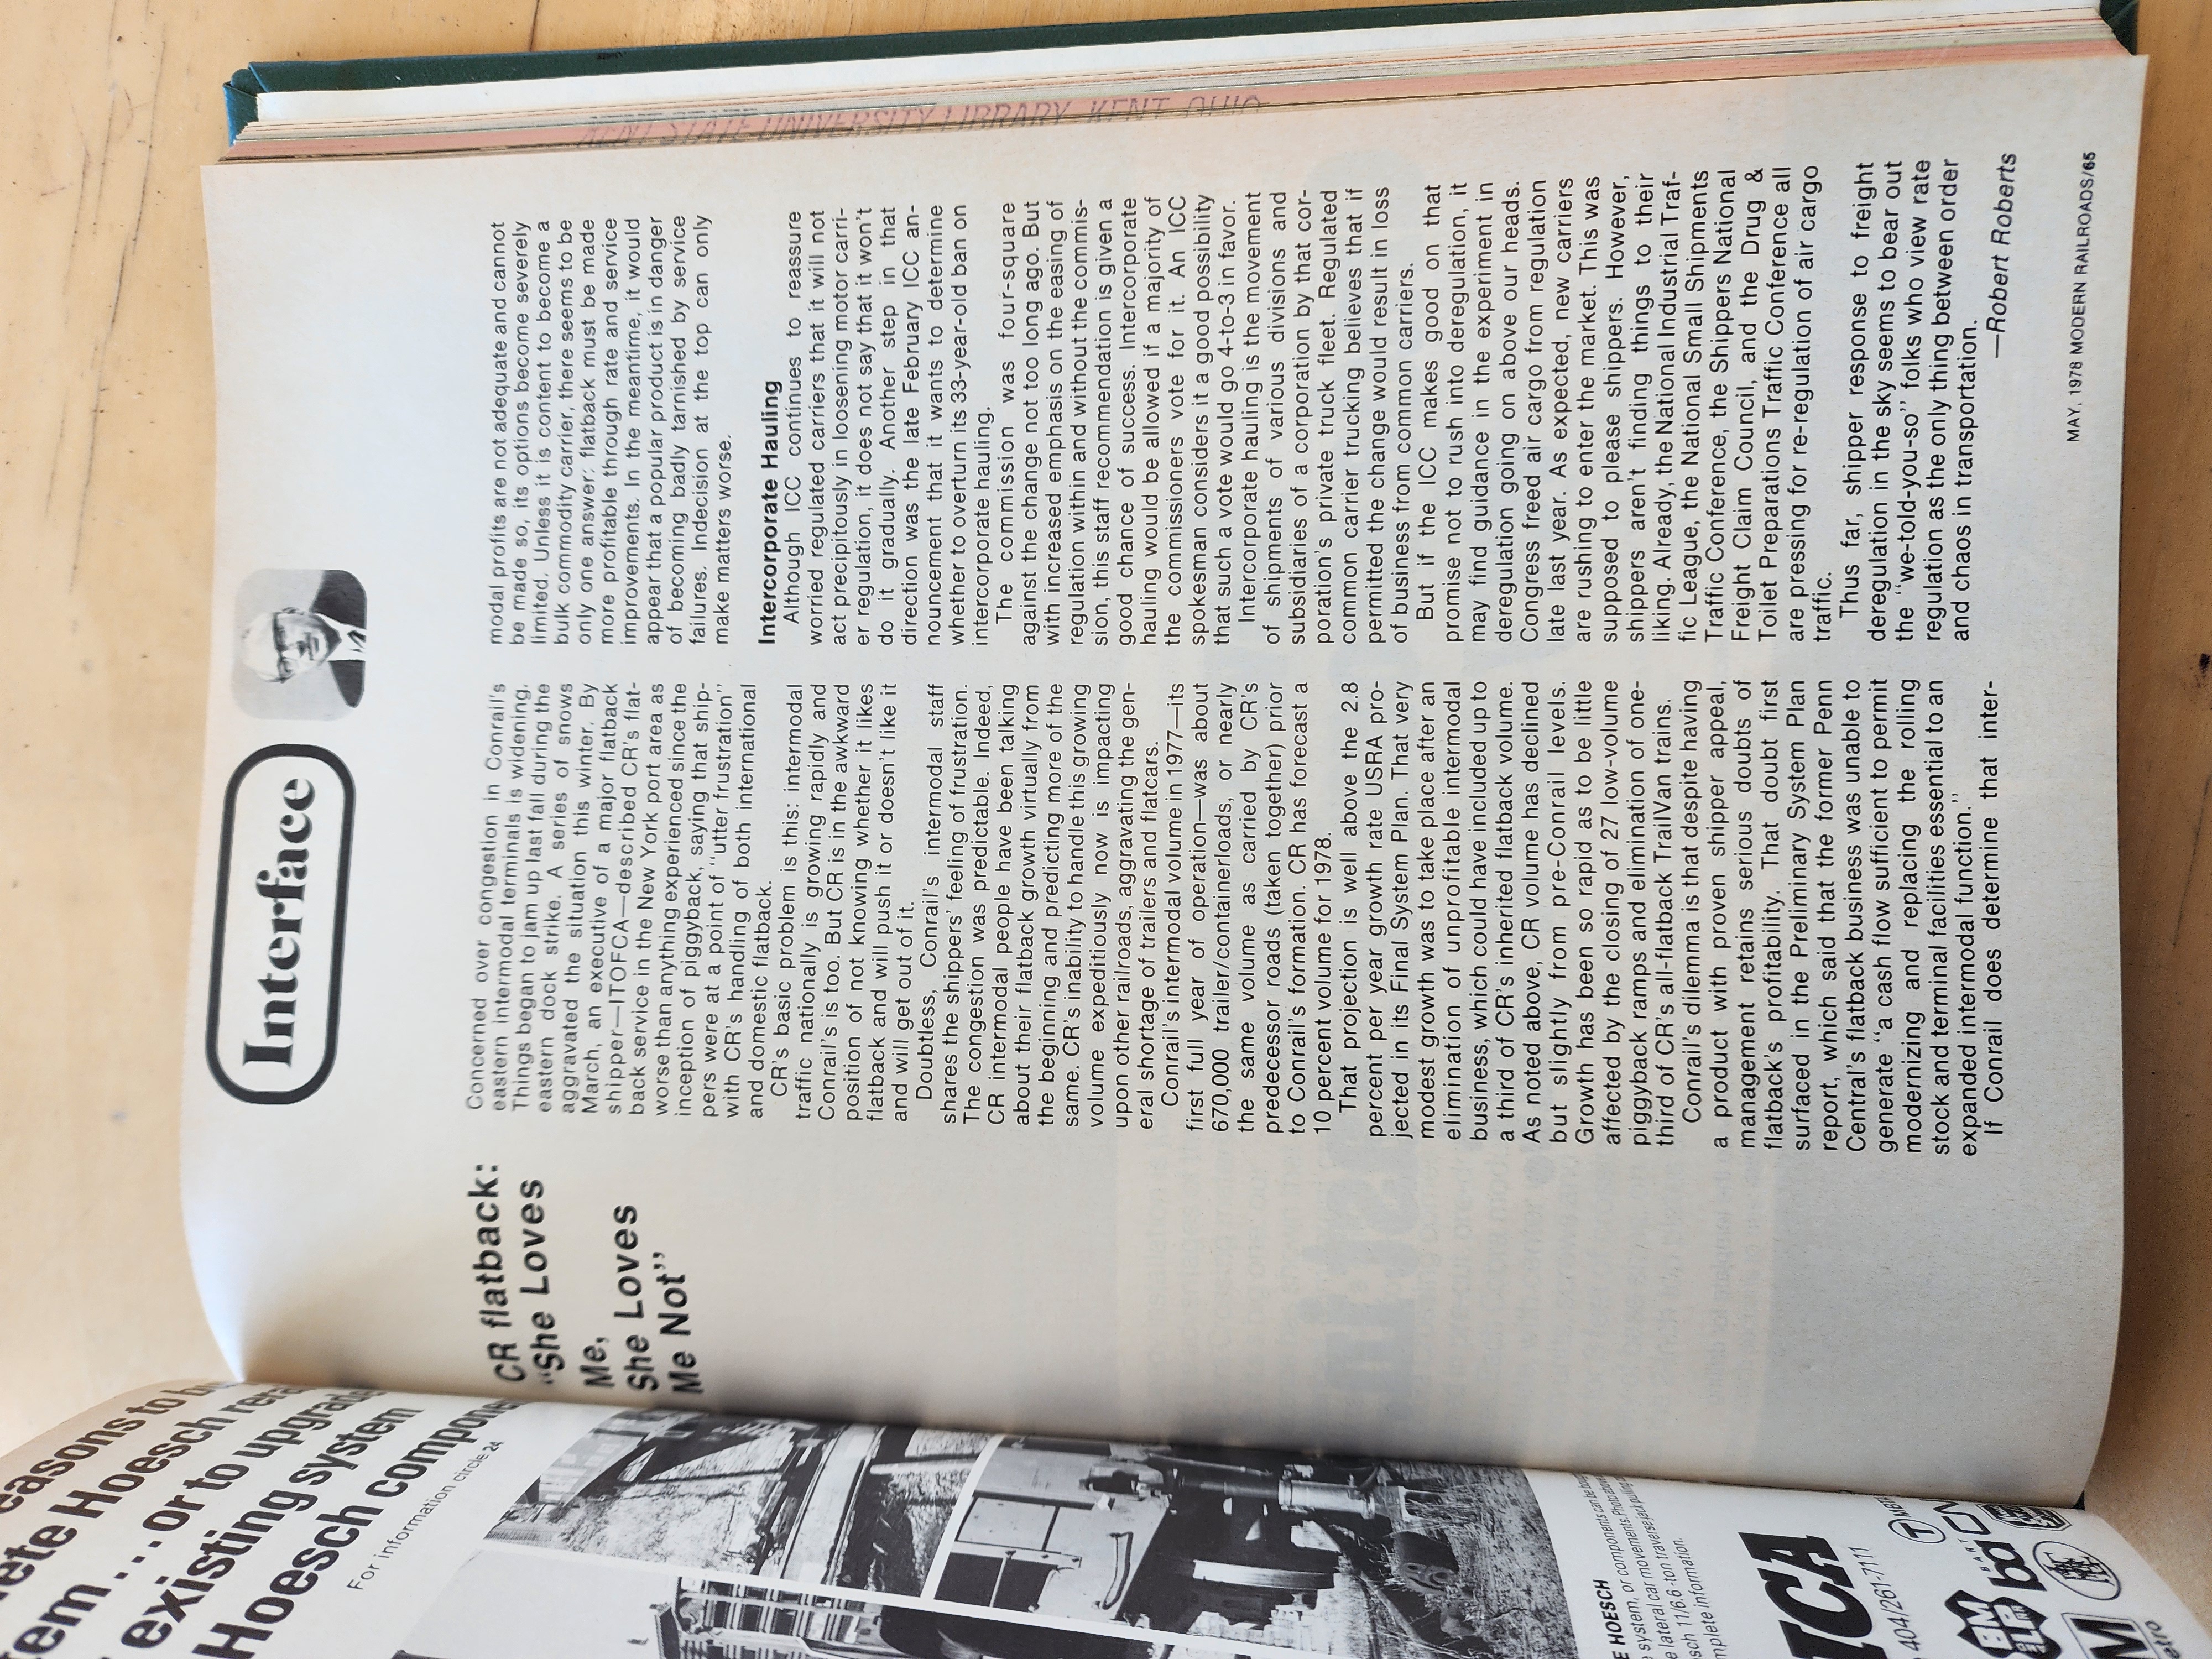 Interface
CR flatback:
“She Loves
Me,
She Loves
Me Not”
Concerned over congestion in Conrail's
eastern intermodal terminals is widening.
Things began to jam up last fall during the
eastern dock strike. A series of snows
aggravated the situation this winter. By
March, an executive of a major flatback
shipper—ITOFCA—described CR's flat-
back service in the New York port area as
worse than anything experienced since the
inception of piggyback, saying that ship-
pers were at a point of “utter frustration”
with CR's handling of both international
and domestic flatback.
CR's basic problem is this: intermodal
traffic nationally is growing rapidly and
Conrail's is too. But CR is in the awkward
position of not knowing whether it likes
flatback and will push it or doesn't like it
and will get out of it.
Doubtless, Conrail's intermodal staff
shares the shippers' feeling of frustration.
The congestion was predictable. Indeed,
CR intermodal people have been talking
about their flatback growth virtually from
the beginning and predicting more of the
same. CR's inability to handle this growing
volume expeditiously now is impacting
upon other railroads, aggravating the gen-
eral shortage of trailers and flatcars.
Conrail's intermodal volume in 1977—its
first full year of operation—was about
670,000 trailer/containerloads, or nearly
the same volume as carried by CR's
predecessor roads (taken together) prior
to Conrail's formation. CR has forecast a
10 percent volume for 1978.
That projection is well above the 2.8
percent per year growth rate USRA pro-
jected in its Final System Plan. That very
modest growth was to take place after an
elimination of unprofitable intermodal
business, which could have included up to
a third of CR's inherited flatback volume.
As noted above, CR volume has declined
but slightly from pre-Conrail levels.
Growth has been so rapid as to be little
affected by the closing of 27 low-volume
piggyback ramps and elimination of one-
third of CR's all-flatback TrailVan trains.
Conrail's dilemma is that despite having
a product with proven shipper appeal,
management retains serious doubts of
flatback's profitability. That doubt first
surfaced in the Preliminary System Plan
report, which said that the former Penn
Central's flatback business was unable to
generate “a cash flow sufficient to permit
modernizing and replacing the rolling
stock and terminal facilities essential to an
expanded intermodal function.”
If Conrail does determine that inter-
modal profits are not adequate and cannot
be made so, its options become severely
limited. Unless it is content to become a
bulk commodity carrier, there seems to be
only one answer: flatback must be made
more profitable through rate and service
improvements. In the meantime, it would
appear that a popular product is in danger
of becoming badly tarnished by service
failures. Indecision at the top can only
make matters worse.
Intercorporate Hauling
Although ICC continues to reassure
worried regulated carriers that it will not
act precipitously in loosening motor carri-
er regulation, it does not say that it won't
do it gradually. Another step in that
direction was the late February ICC an-
nouncement that it wants to determine
whether to overturn its 33-year-old ban on
intercorporate hauling.
The commission was four-square
against the change not too long ago. But
with increased emphasis on the easing of
regulation within and without the commis-
sion, this staff recommendation is given a
good chance of success. Intercorporate
hauling would be allowed if a majority of
the commissioners vote for it. An ICC
spokesman considers it a good possibility
that such a vote would go 4-to-3 in favor.
Intercorporate hauling is the movement
of shipments of various divisions and
subsidiaries of a corporation by that cor-
poration's private truck fleet. Regulated
common carrier trucking believes that if
permitted the change would result in loss
of business from common carriers.
But if the ICC makes good on that
promise not to rush into deregulation, it
may find guidance in the experiment in
deregulation going on above our heads.
Congress freed air cargo from regulation
late last year. As expected, new carriers
are rushing to enter the market. This was
supposed to please shippers. However,
shippers aren't finding things to their
liking. Already, the National Industrial Traf-
fic League, the National Small Shipments
Traffic Conference, the Shippers National
Freight Claim Council, and the Drug &
Toilet Preparations Traffic Conference all
are pressing for re-regulation of air cargo
traffic.
Thus far, shipper response to freight
deregulation in the sky seems to bear out
the “we-told-you-so” folks who view rate
regulation as the only thing between order
and chaos in transportation.
—Robert Roberts
MAY, 1978 MODERN RAILROADS/65
KENT STATE UNIVERSITY LIBRARY, KENT, OHIO
easons to
existing system
Hoesch
For information circle 24
HOESCH
system, or components can be
lateral car movements. Photo
11/6.6-ton traverse jack
information.
404/261-7111